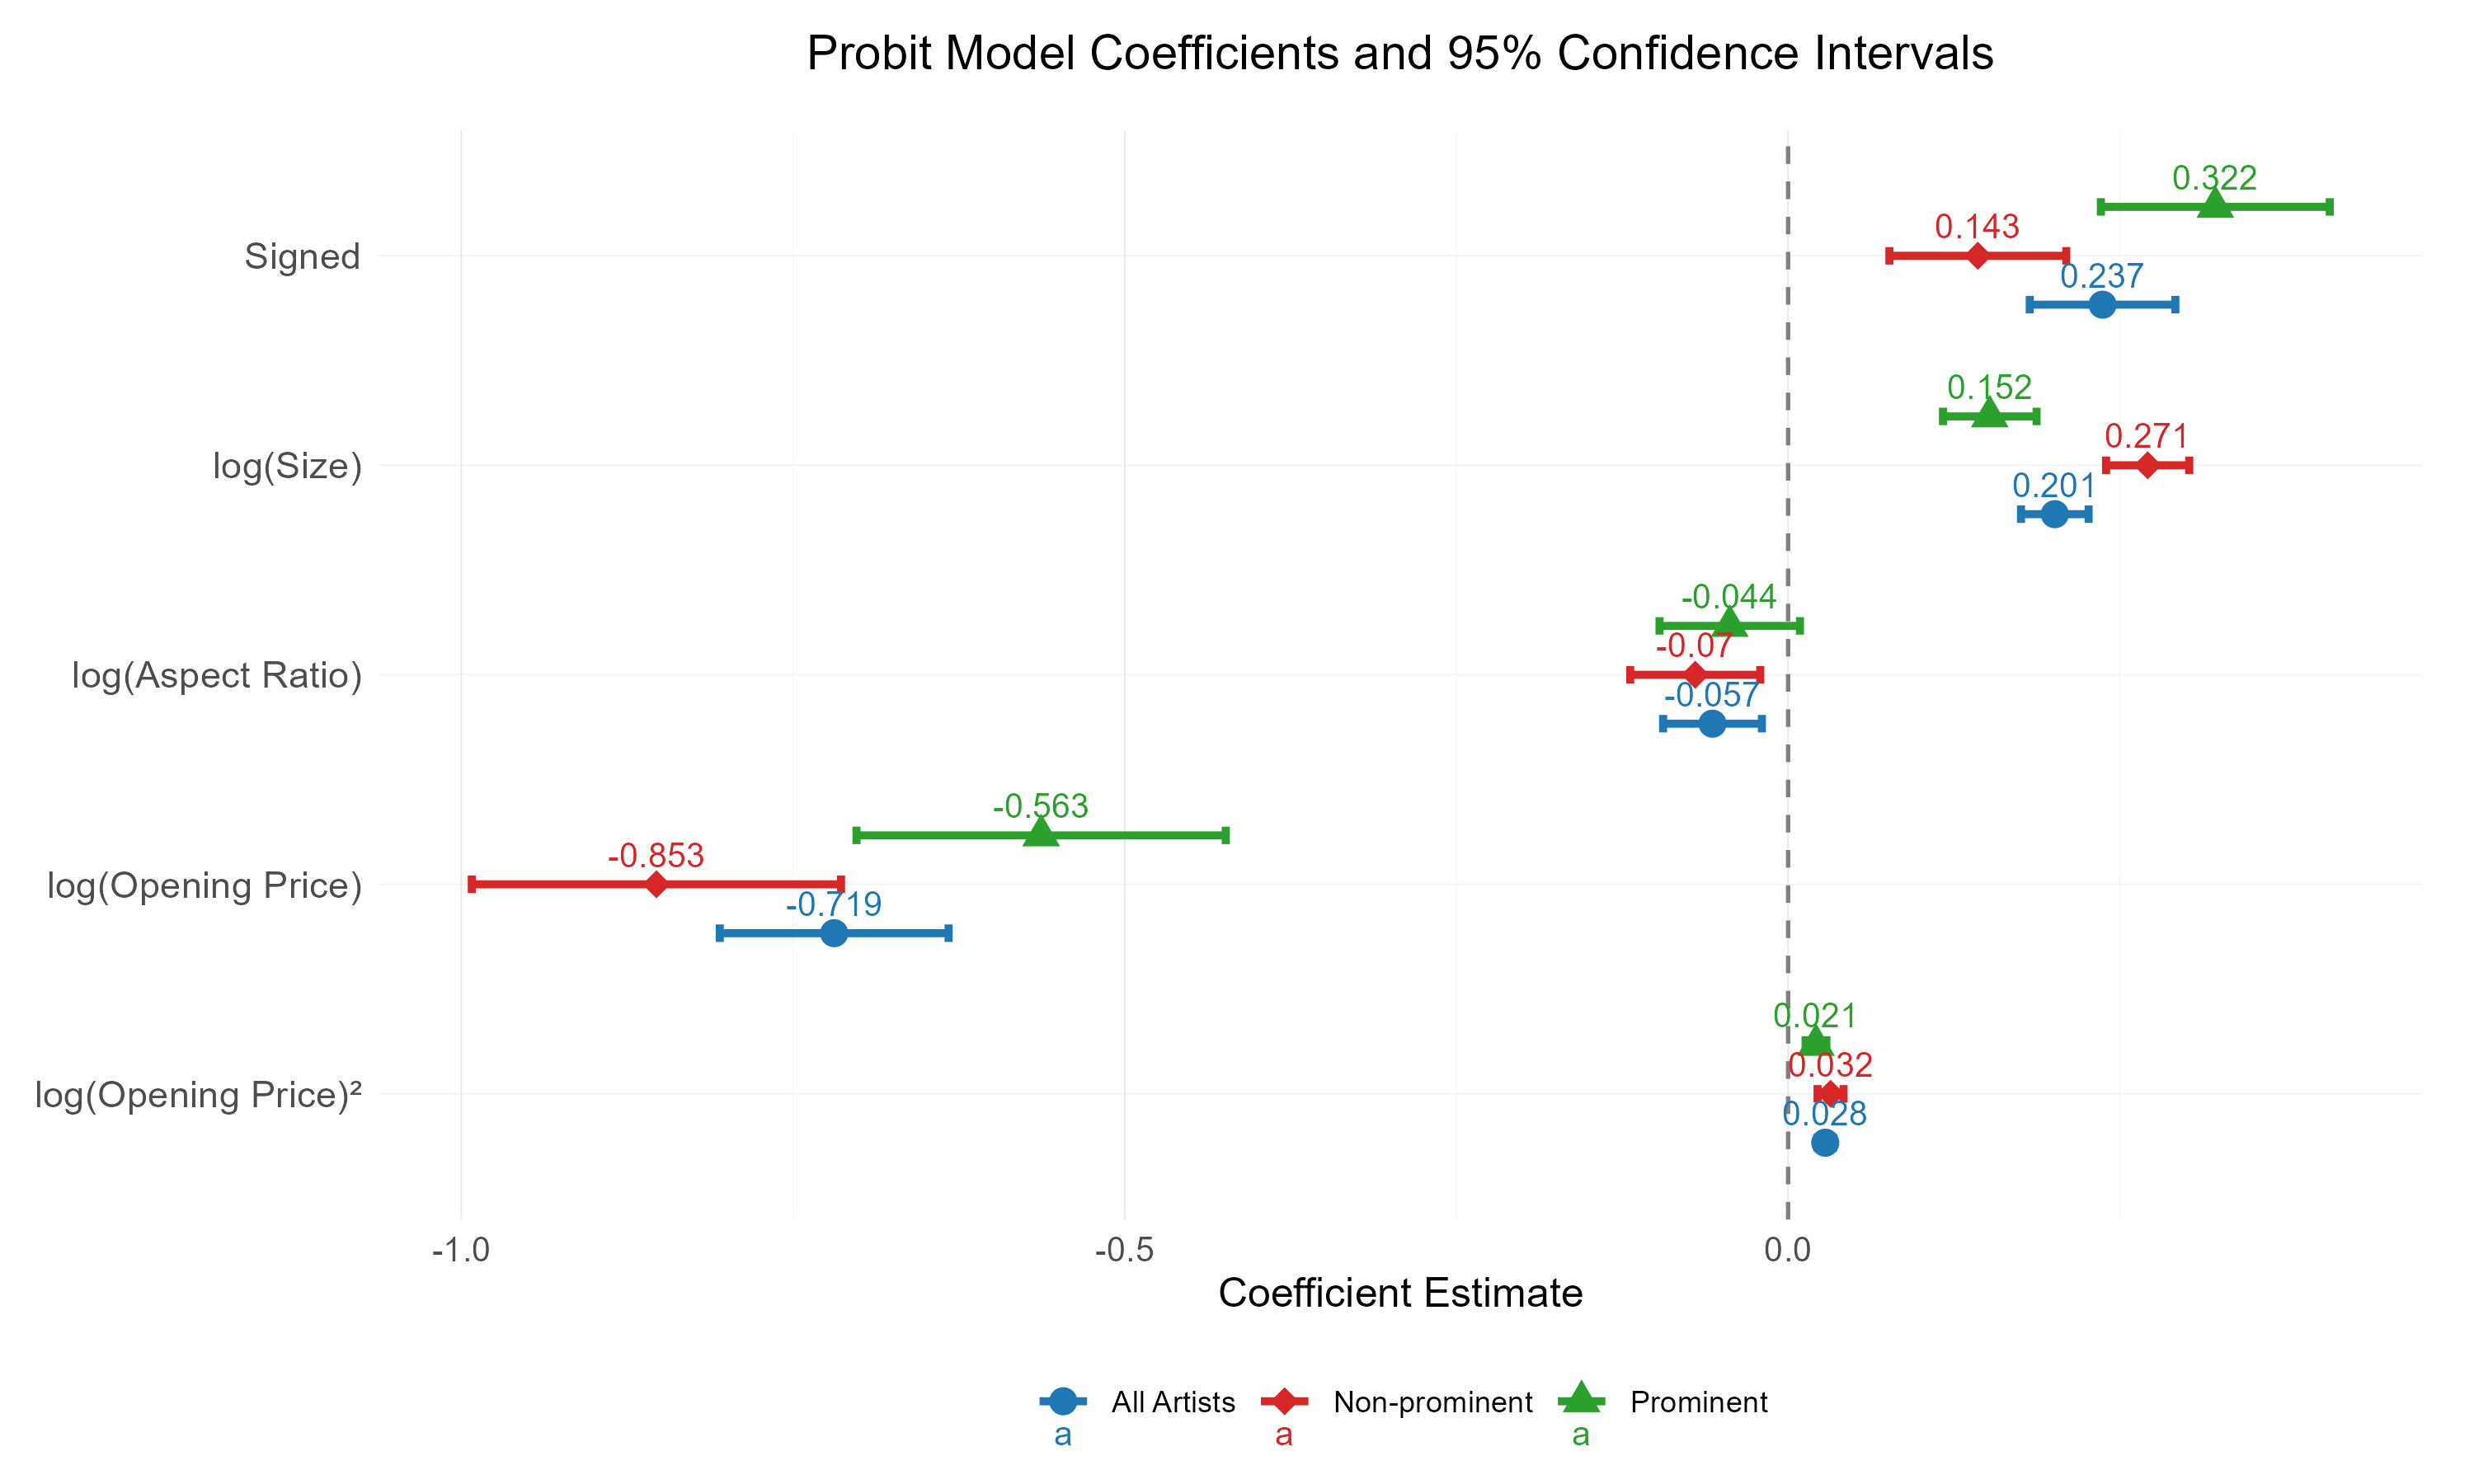 Probit Model Coefficients and 95% Confidence Intervals
0.322
0.143
Signed
0.237
0.152
0.271
log(Size)
0.201
-0.044
-0.07
log(Aspect Ratio)
-0.057
-0.563
-0.853
log(Opening Price)
-0.719
0.021
0.032
log(Opening Price)²
0.028
-1.0 -0.5 0.0
Coefficient Estimate
All Artists Non-prominent Prominent
a a a